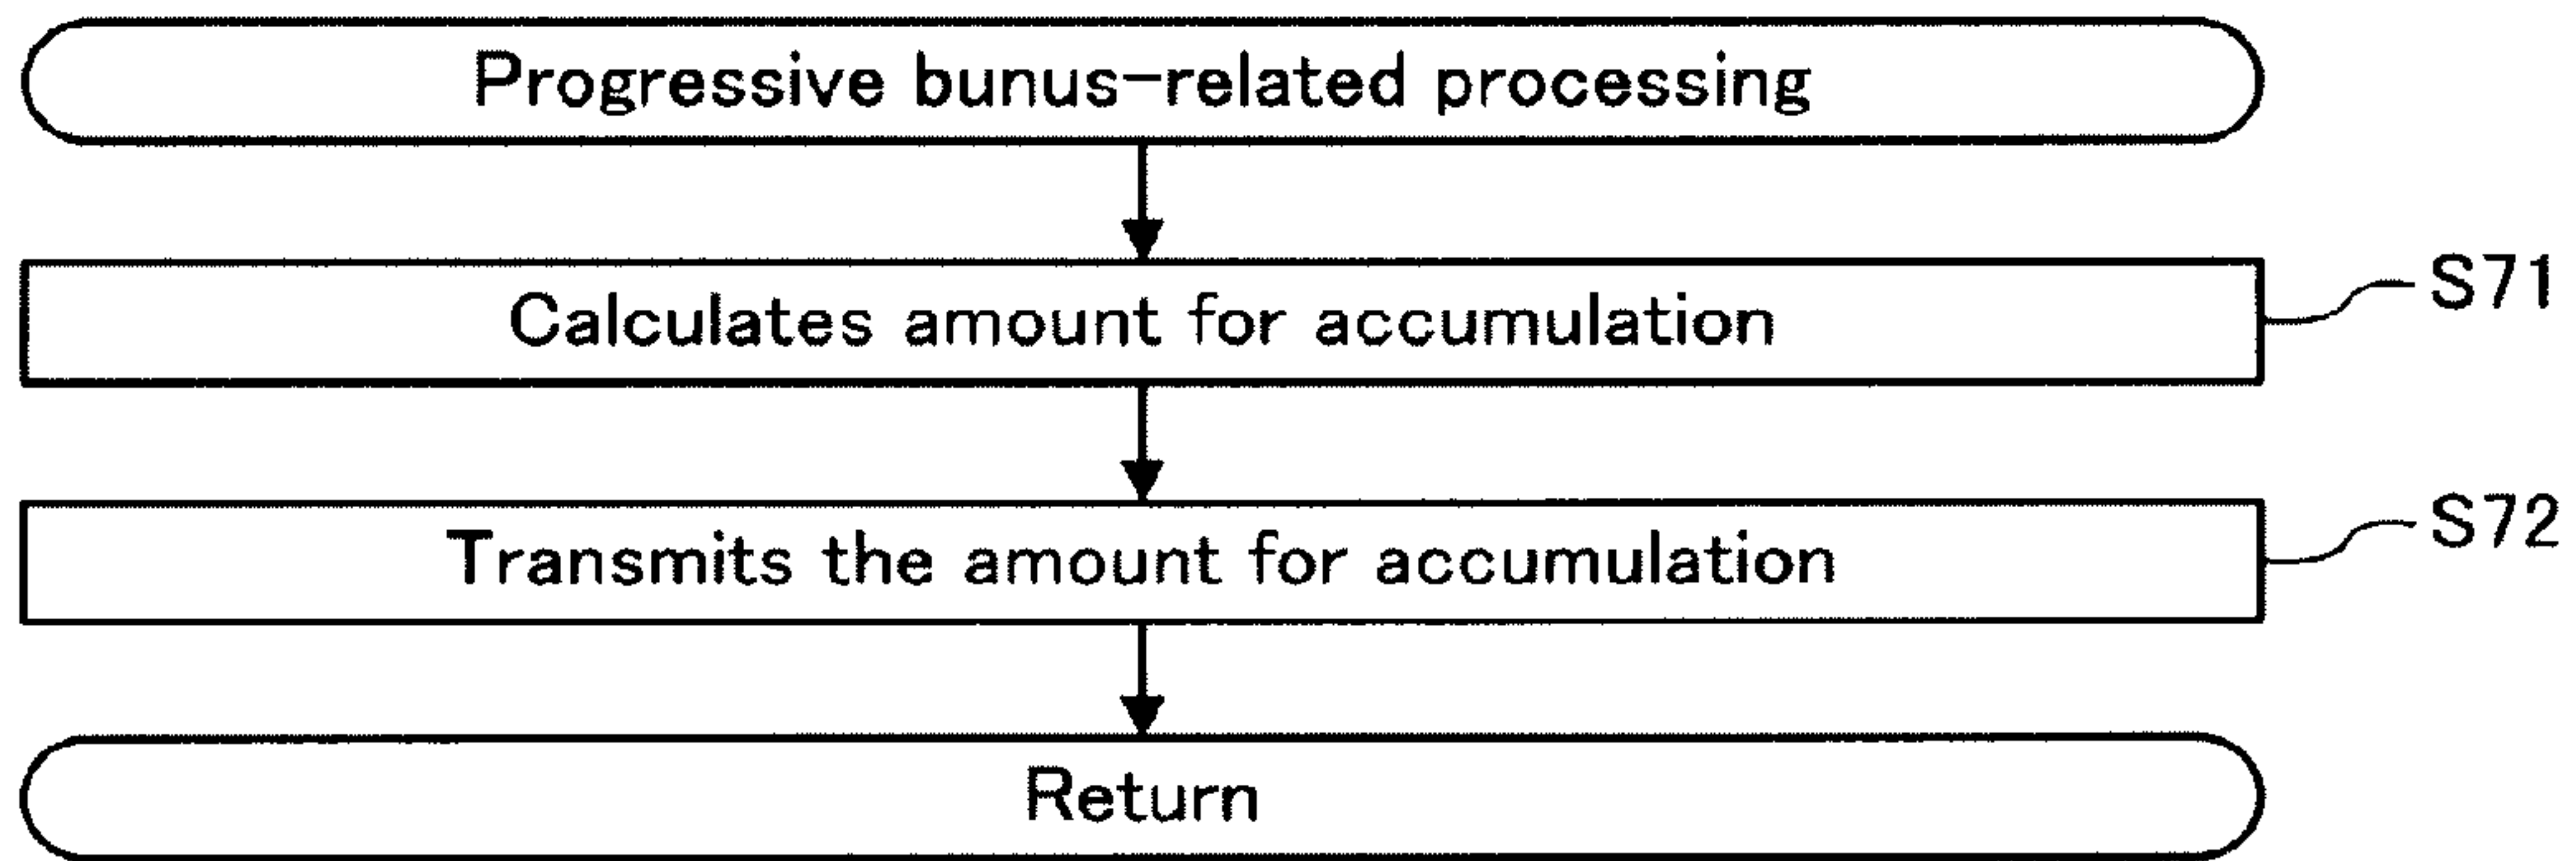 Progressive bunus-related processing
Calculates amount for accumulation
S71
Transmits the amount for accumulation
S72
Return